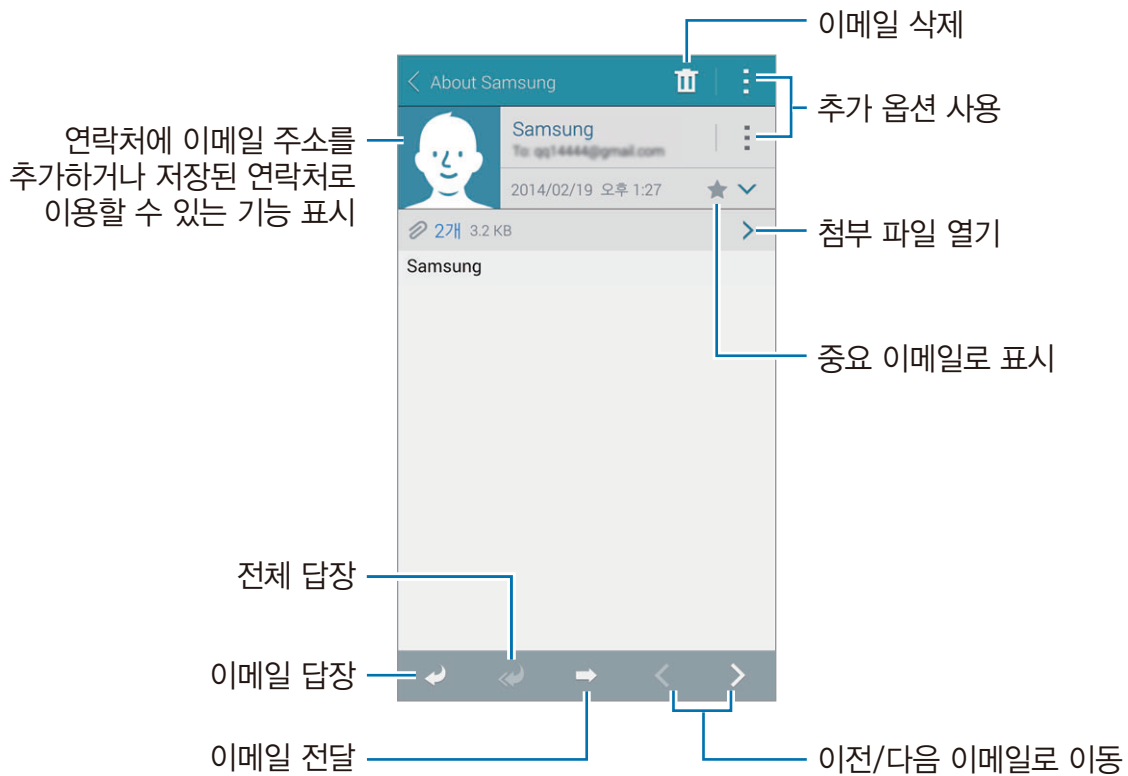 이메일 삭제
About Samsung
추가 옵션 사용
연락처에 이메일 주소를
추가하거나 저장된 연락처로
이용할 수 있는 기능 표시
Samsung
To: qq14444@gmail.com
2014/02/19 오후 1:27
2개 3.2 KB
첨부 파일 열기
Samsung
중요 이메일로 표시
전체 답장
이메일 답장
이메일 전달
이전/다음 이메일로 이동